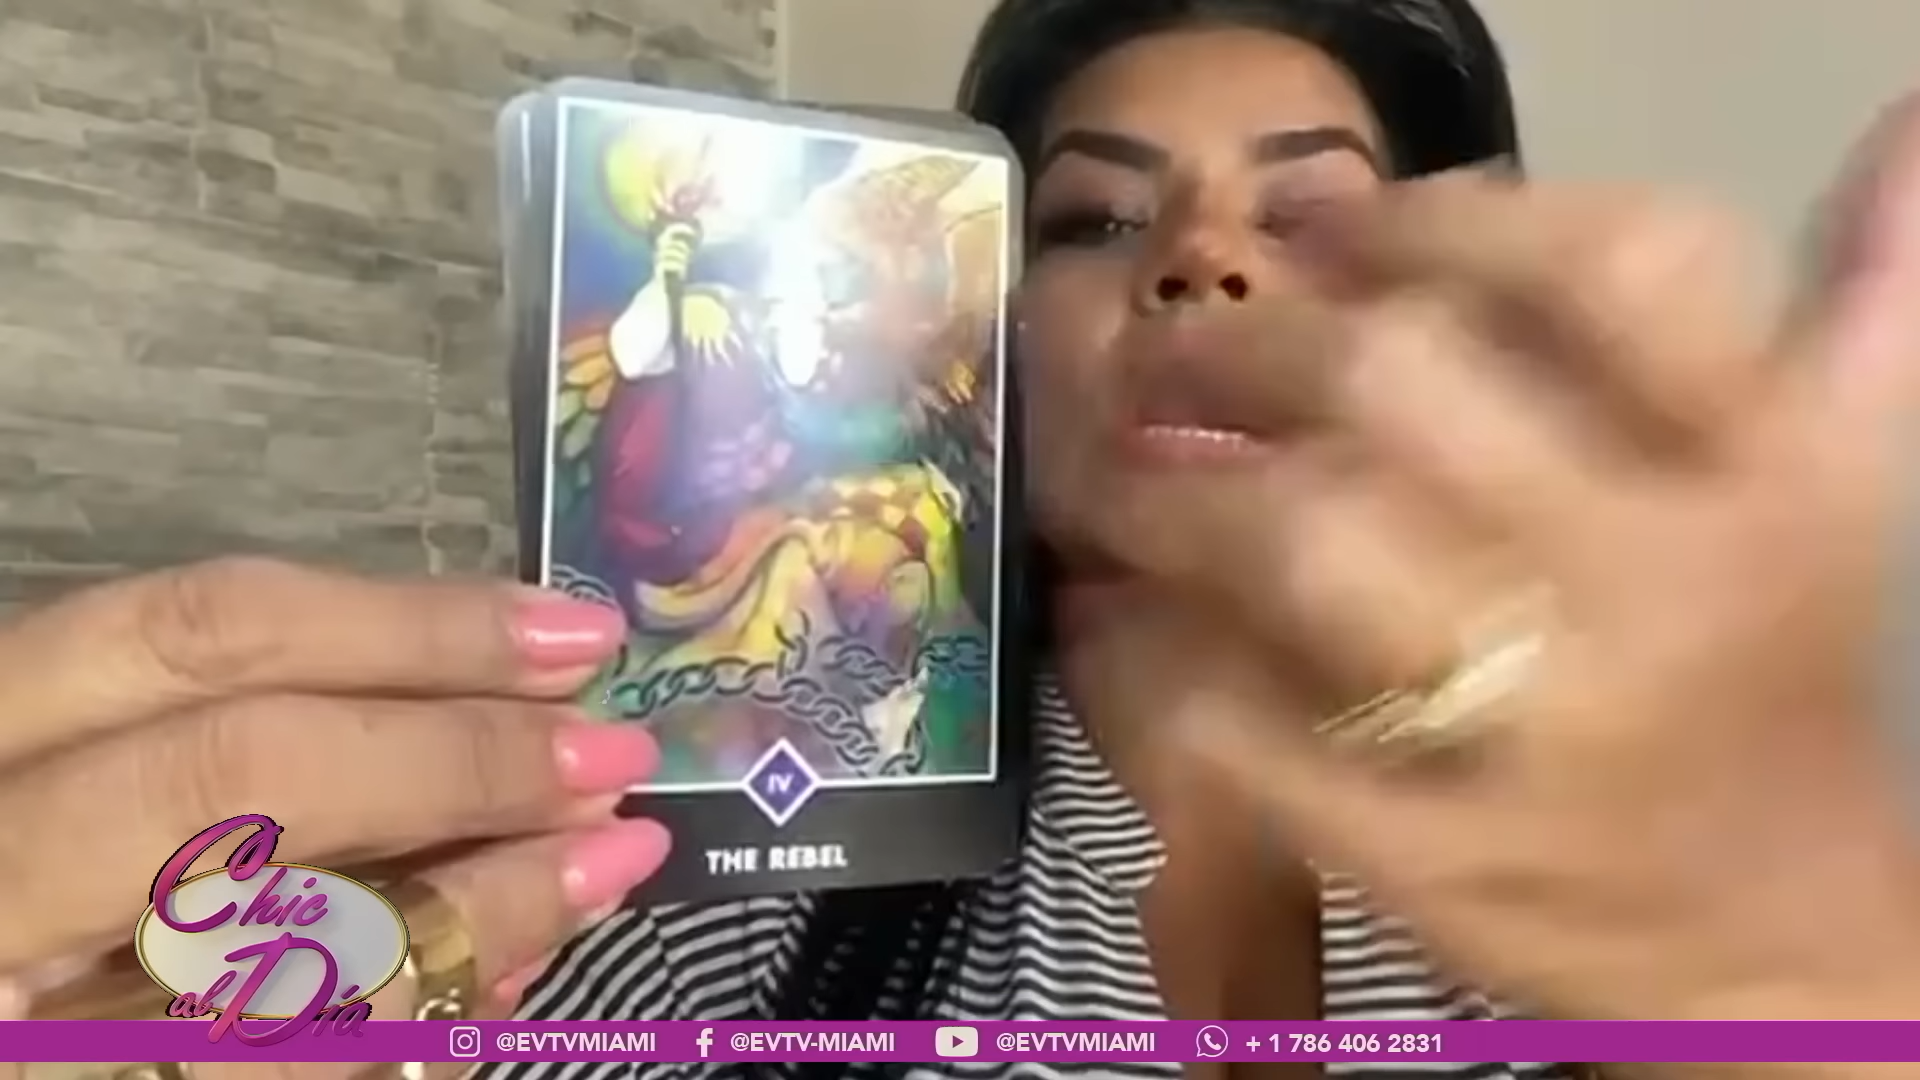 IV
THE REBEL
Chic
al Día
@EVTVMIAMI
@EVTV-MIAMI
@EVTVMIAMI
+ 1 786 406 2831